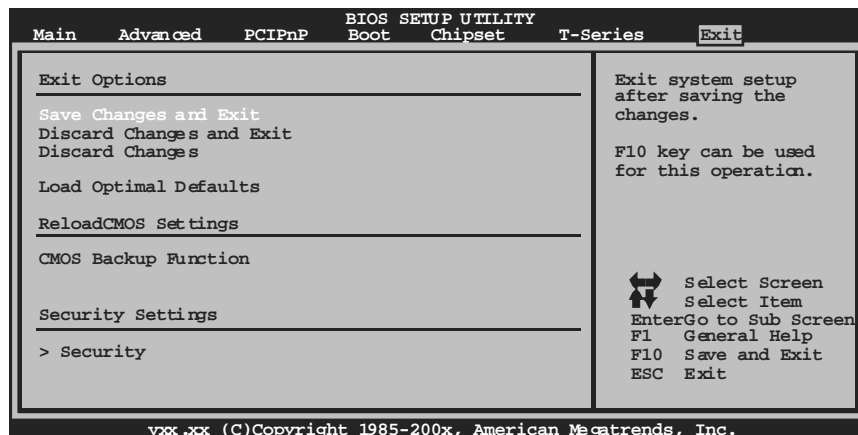 BIOS SETUP UTILITY
Main Advanced PCIPnP Boot Chipset T-Series Exit
Exit Options
Save Changes and Exit
Discard Changes and Exit
Discard Changes
Load Optimal Defaults
ReloadCMOS Settings
CMOS Backup Function
Security Settings
> Security
Exit system setup
after saving the
changes.
F10 key can be used
for this operation.
Select Screen
Select Item
EnterGo to Sub Screen
F1 General Help
F10 Save and Exit
ESC Exit
vxx.xx (C)Copyright 1985-200x, American Megatrends, Inc.